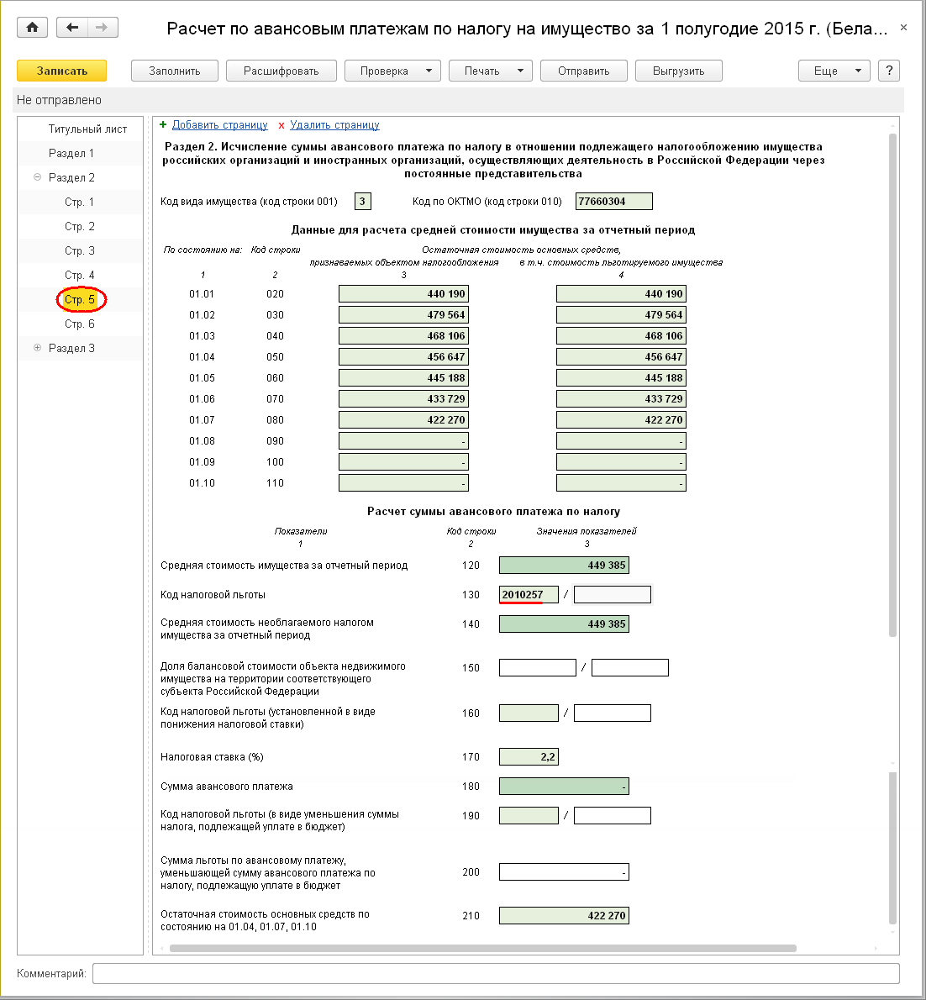 Расчет по авансовым платежам по налогу на имущество за 1 полугодие 2015 г. (Бела... ×
Записать Заполнить Расшифровать Проверка Печать Отправить Выгрузить Еще ?
Не отправлено
Титульный лист
Раздел 1
Раздел 2
Стр. 1
Стр. 2
Стр. 3
Стр. 4
Стр. 5
Стр. 6
Раздел 3
+ Добавить страницу x Удалить страницу
Раздел 2. Исчисление суммы авансового платежа по налогу в отношении подлежащего налогообложению имущества
российских организаций и иностранных организаций, осуществляющих деятельность в Российской Федерации через
постоянные представительства
Код вида имущества (код строки 001) 3 Код по ОКТМО (код строки 010) 77660304
Данные для расчета средней стоимости имущества за отчетный период
По состоянию на: Код строки Остаточная стоимость основных средств,
признаваемых объектом налогообложения в т.ч. стоимость льготируемого имущества
1 2 3 4
01.01 020 440 190 440 190
01.02 030 479 564 479 564
01.03 040 468 106 468 106
01.04 050 456 647 456 647
01.05 060 445 188 445 188
01.06 070 433 729 433 729
01.07 080 422 270 422 270
01.08 090 - -
01.09 100 - -
01.10 110 - -
Расчет суммы авансового платежа по налогу
Показатели Код строки Значения показателей
1 2 3
Средняя стоимость имущества за отчетный период 120 449 385
Код налоговой льготы 130 2010257 /
Средняя стоимость необлагаемого налогом
имущества за отчетный период 140 449 385
Доля балансовой стоимости объекта недвижимого
имущества на территории соответствующего
субъекта Российской Федерации 150 /
Код налоговой льготы (установленной в виде
понижения налоговой ставки) 160 /
Налоговая ставка (%) 170 2,2
Сумма авансового платежа 180 -
Код налоговой льготы (в виде уменьшения суммы
налога, подлежащей уплате в бюджет) 190 /
Сумма льготы по авансовому платежу,
уменьшающей сумму авансового платежа по
налогу, подлежащую уплате в бюджет 200 -
Остаточная стоимость основных средств по
состоянию на 01.04, 01.07, 01.10 210 422 270
Комментарий: